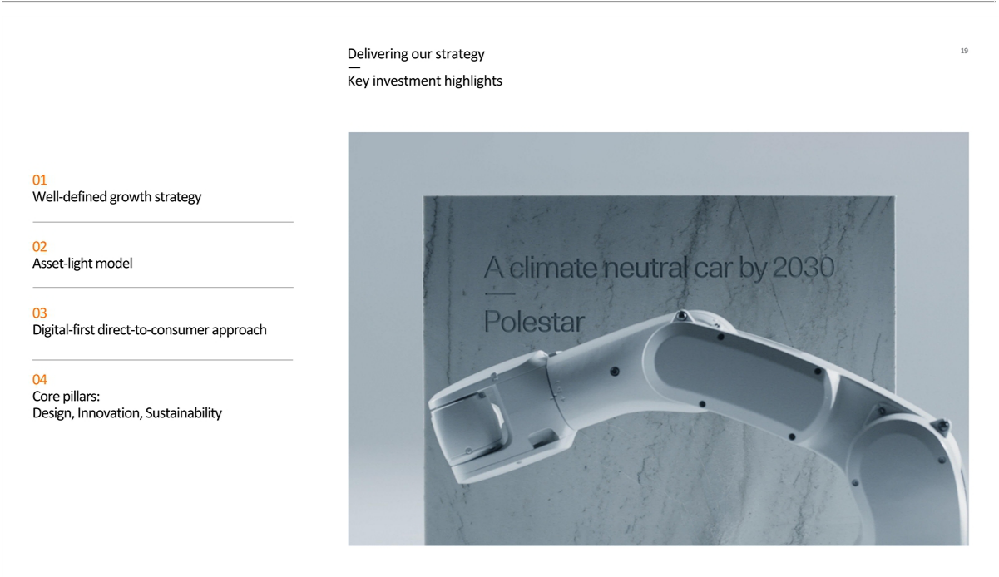 Delivering our strategy
—
Key investment highlights
19
01
Well-defined growth strategy
02
Asset-light model
03
Digital-first direct-to-consumer approach
04
Core pillars:
Design, Innovation, Sustainability
A climate neutral car by 2030
—
Polestar